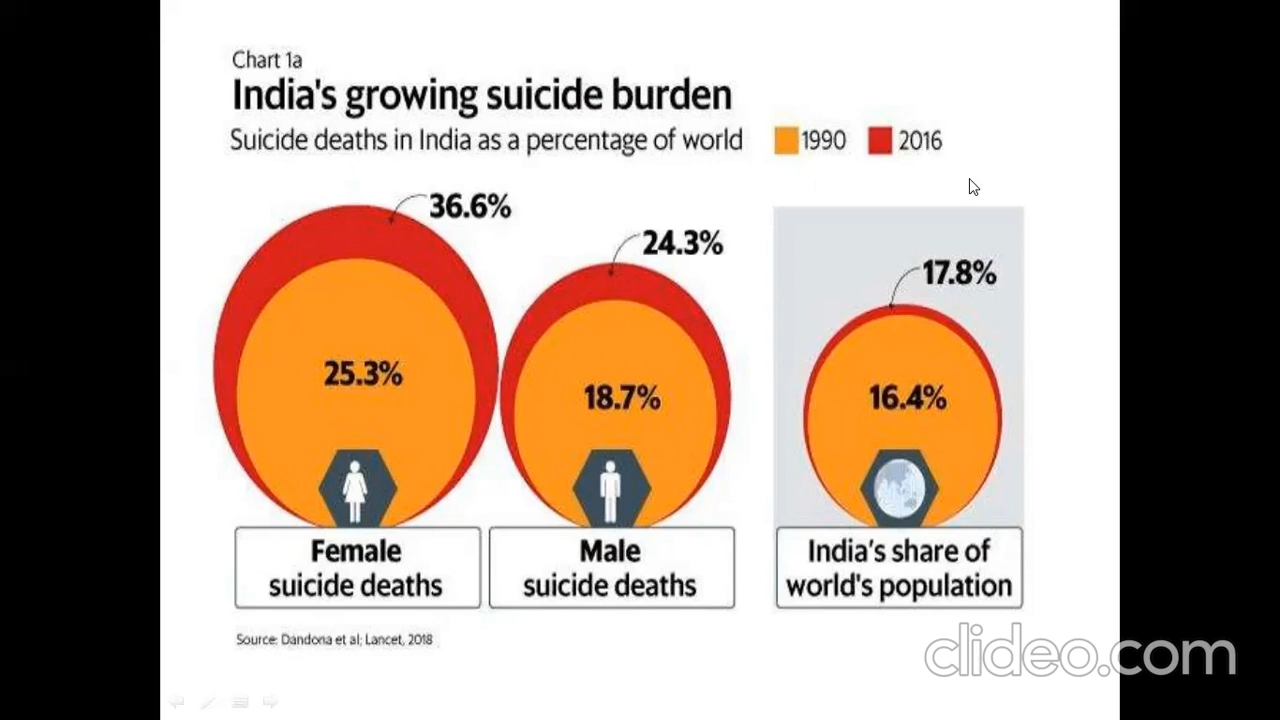 Chart 1a
India's growing suicide burden
Suicide deaths in India as a percentage of world
1990
2016
36.6%
24.3%
17.8%
25.3%
18.7%
16.4%
Female
suicide deaths
Male
suicide deaths
India's share of
world's population
Source: Dandona et al; Lancet, 2018
clideo.com